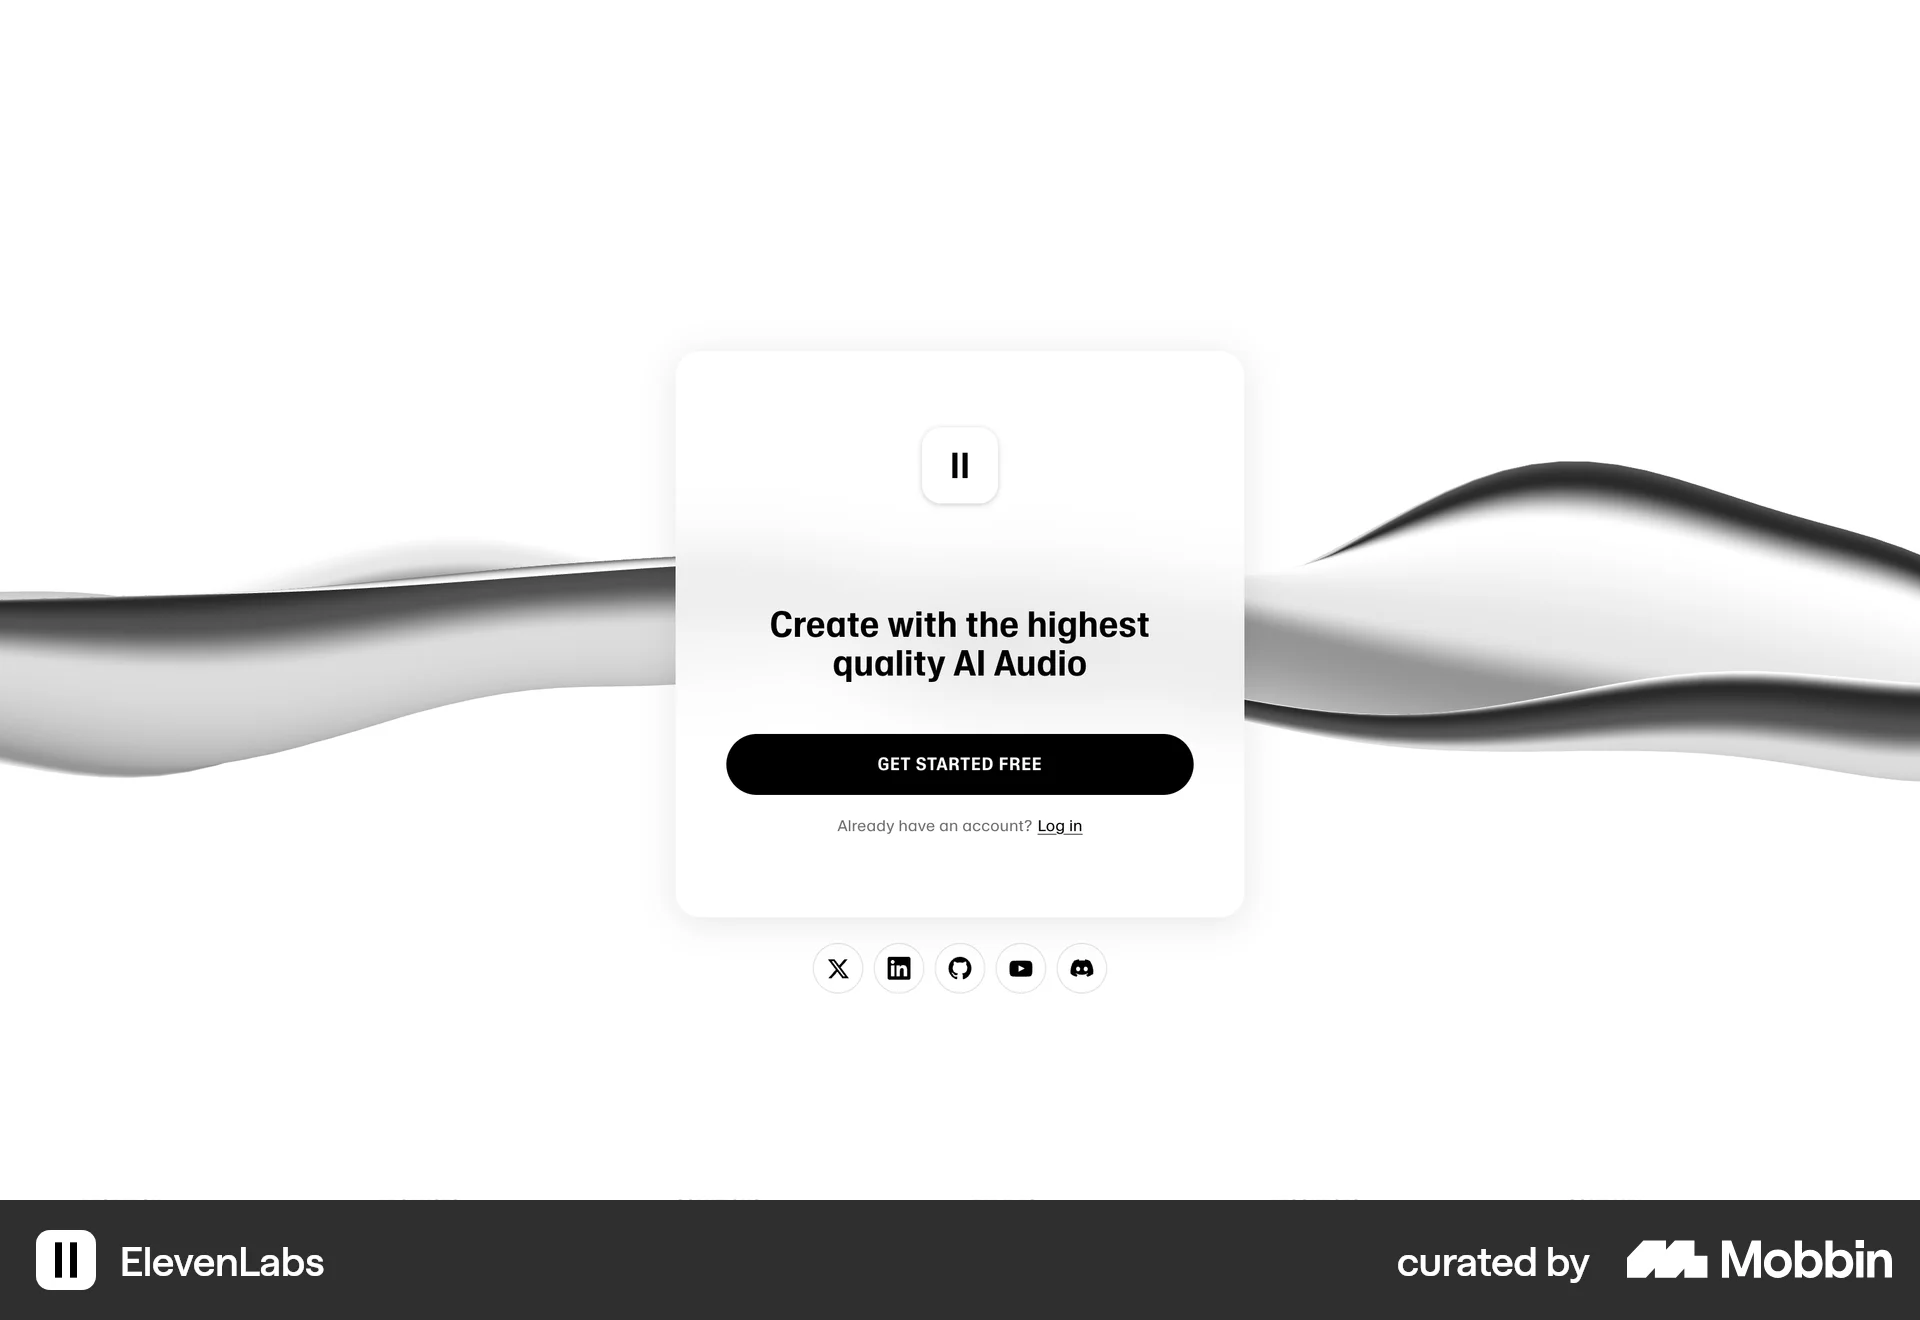 Create with the highest
quality AI Audio
GET STARTED FREE
Already have an account? Log in
ElevenLabs
curated by Mobbin